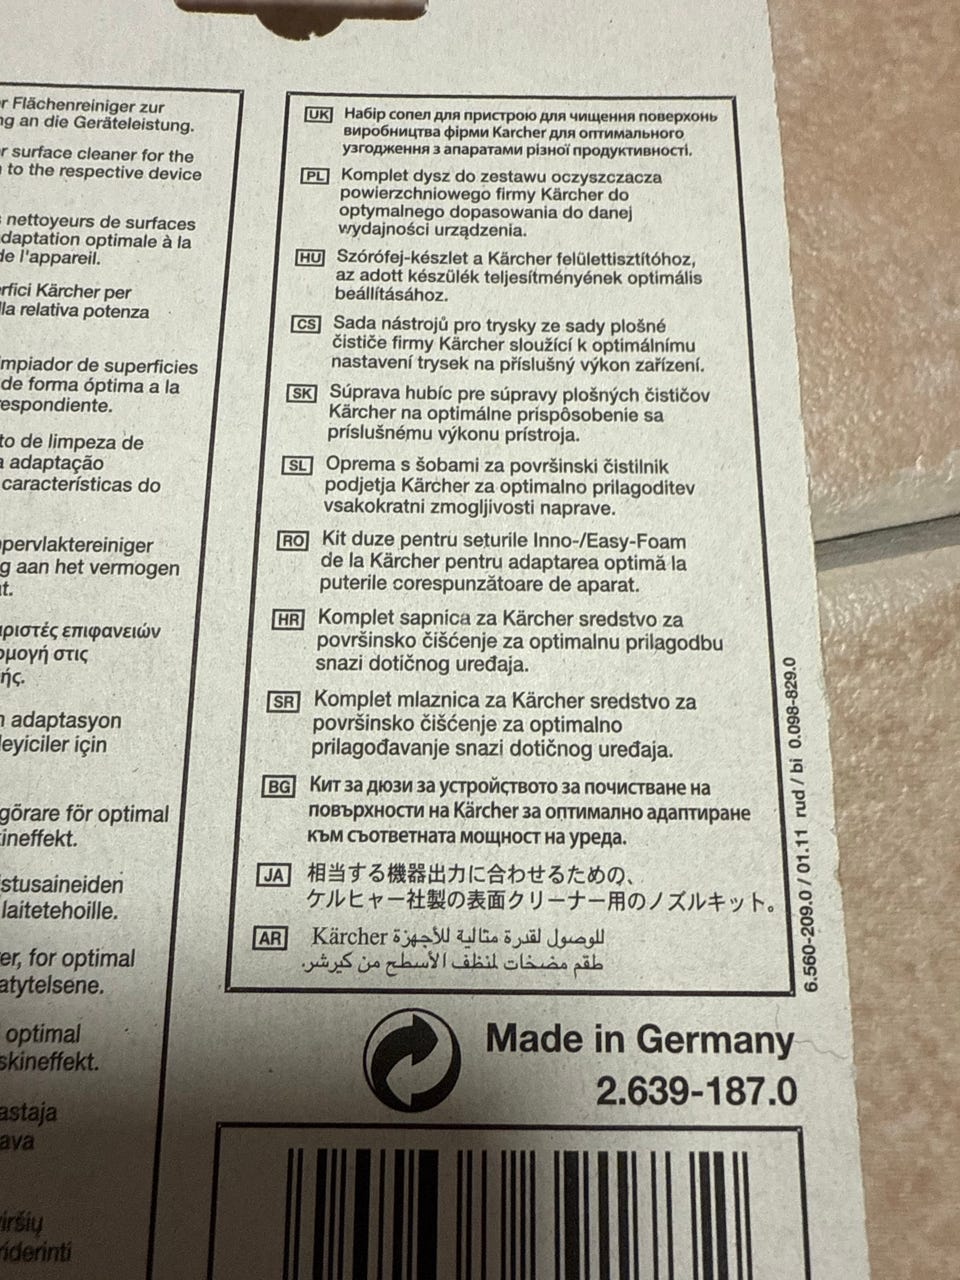 r Flächenreiniger zur
ng an die Geräteleistung.
r surface cleaner for the
to the respective device
s nettoyeurs de surfaces
daptation optimale à la
de l'appareil.
rfici Kärcher per
lla relativa potenza
impiador de superficies
de forma óptima a la
respondiente.
to de limpeza de
a adaptação
características do
pervlaktereiniger
g aan het vermogen
at.
αριστές επιφανειών
ρμογή στις
ής.
n adaptasyon
leyiciler için
görare för optimal
ineffekt.
stusaineiden
laitetehoille.
er, for optimal
atytelsene.
optimal
skineffekt.
astaja
ava
viršių
riderinti
UK Набір сопел для пристрою для чищення поверхонь
виробництва фірми Karcher для оптимального
узгодження з апаратами різної продуктивності.
PL Komplet dysz do zestawu oczyszczacza
powierzchniowego firmy Kärcher do
optymalnego dopasowania do danej
wydajności urządzenia.
HU Szórófej-készlet a Kärcher felülettisztítóhoz,
az adott készülék teljesítményének optimális
beállításához.
CS Sada nástrojů pro trysky ze sady plošné
čističe firmy Kärcher sloužící k optimálnímu
nastavení trysek na příslušný výkon zařízení.
SK Súprava hubíc pre súpravy plošných čističov
Kärcher na optimálne prispôsobenie sa
príslušnému výkonu prístroja.
SL Oprema s šobami za površinski čistilnik
podjetja Kärcher za optimalno prilagoditev
vsakokratni zmogljivosti naprave.
RO Kit duze pentru seturile Inno-/Easy-Foam
de la Kärcher pentru adaptarea optimă la
puterile corespunzătoare de aparat.
HR Komplet sapnica za Kärcher sredstvo za
površinsko čišćenje za optimalnu prilagodbu
snazi dotičnog uređaja.
SR Komplet mlaznica za Kärcher sredstvo za
površinsko čišćenje za optimalno
prilagođavanje snazi dotičnog uređaja.
BG Кит за дюзи за устройството за почистване на
повърхности на Kärcher за оптимално адаптиране
към съответната мощност на уреда.
JA 相当する機器出力に合わせるための、
ケルヒャー社製の表面クリーナー用のノズルキット。
AR للوصول لقدرة مثالية للأجهزة Kärcher
طقم مضخات لنظف الأسطح من كيرشر.
6.560-209.0 / 01.11 rud / bi 0.098-829.0
Made in Germany
2.639-187.0